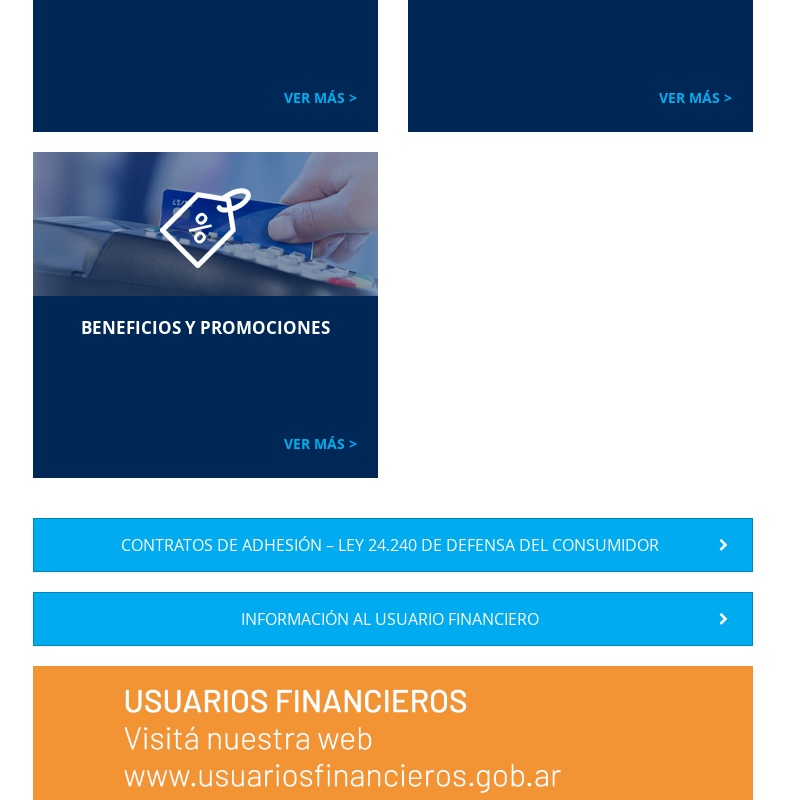 VER MÁS >
VER MÁS >
BENEFICIOS Y PROMOCIONES
VER MÁS >
CONTRATOS DE ADHESIÓN – LEY 24.240 DE DEFENSA DEL CONSUMIDOR
INFORMACIÓN AL USUARIO FINANCIERO
USUARIOS FINANCIEROS
Visitá nuestra web
www.usuariosfinancieros.gob.ar